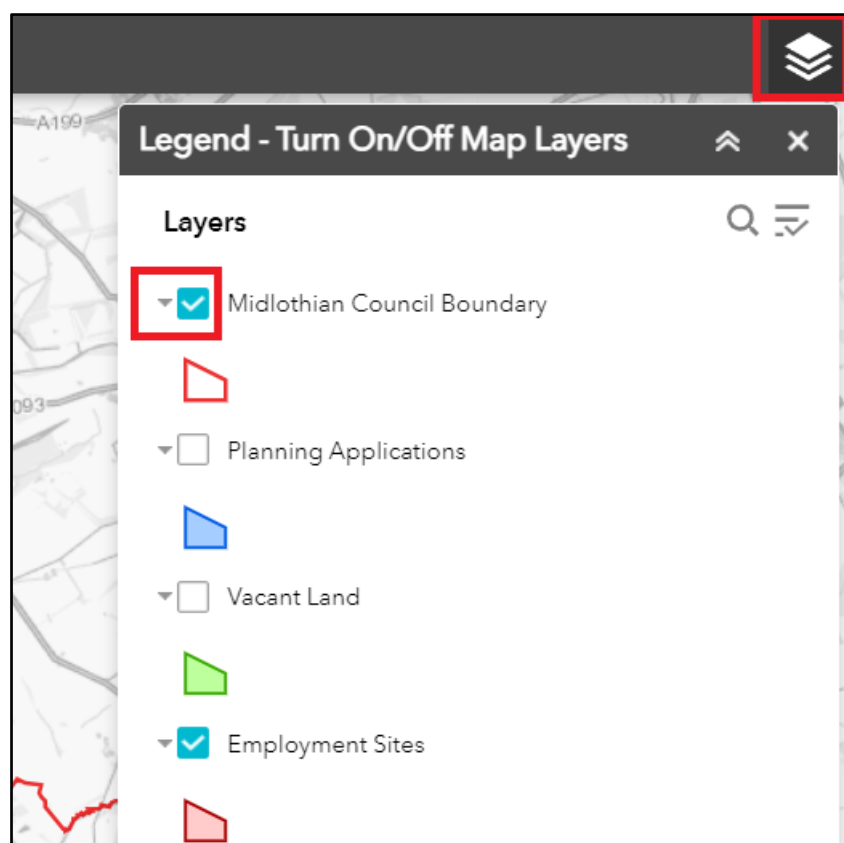 A199
Legend - Turn On/Off Map Layers
Layers
Midlothian Council Boundary
093
Planning Applications
Vacant Land
Employment Sites